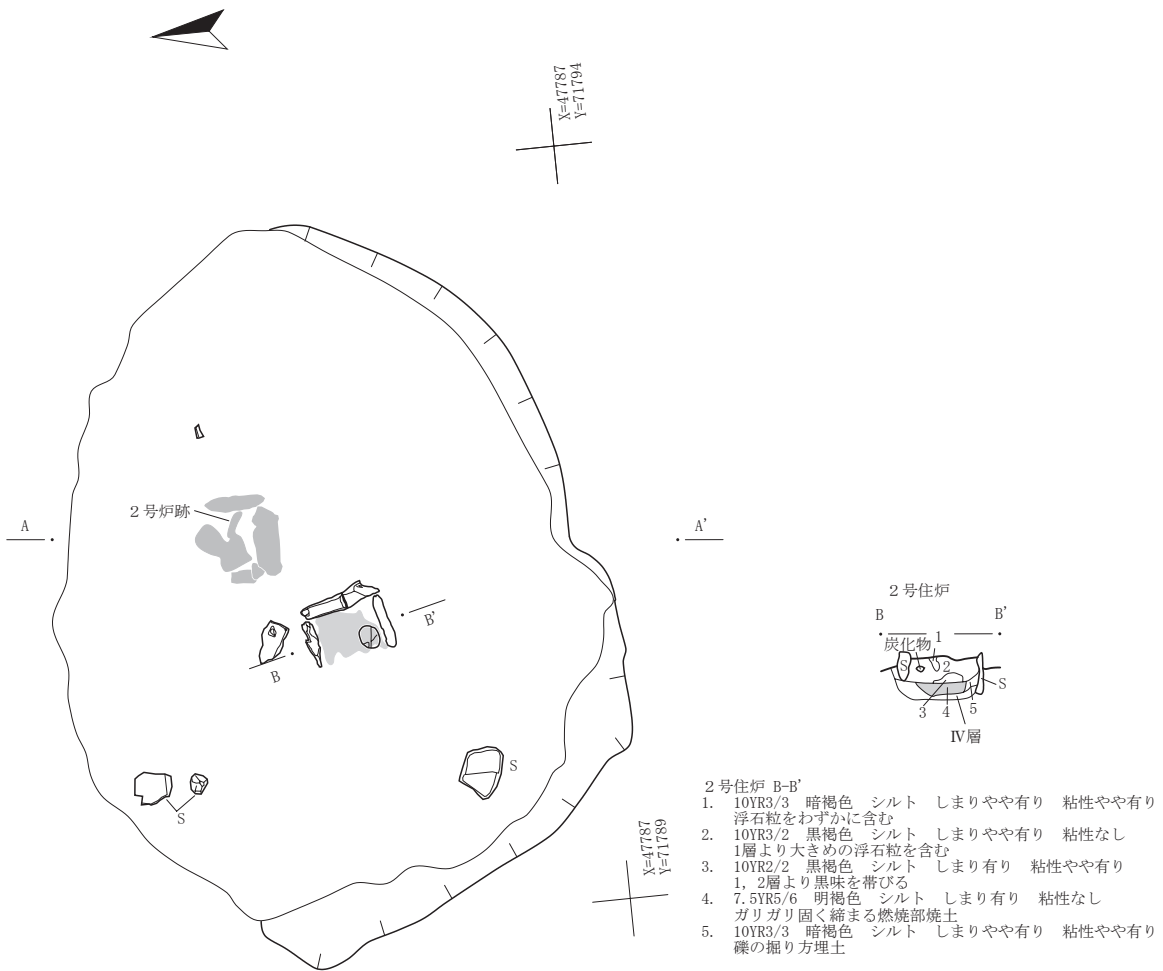 X=47787
Y=71794
2号炉跡
A
A'
B'
B
S
S
X=47787
Y=71789
2号住炉
B
B'
炭化物
1
S
2
S
3
4
5
Ⅳ層
2号住炉 B-B'
1. 10YR3/3 暗褐色 シルト しまりやや有り 粘性やや有り
浮石粒をわずかに含む
2. 10YR3/2 黒褐色 シルト しまりやや有り 粘性なし
1層より大きめの浮石粒を含む
3. 10YR2/2 黒褐色 シルト しまり有り 粘性やや有り
1, 2層より黒味を帯びる
4. 7.5YR5/6 明褐色 シルト しまり有り 粘性なし
ガリガリ固く締まる燃焼部焼土
5. 10YR3/3 暗褐色 シルト しまりやや有り 粘性やや有り
礫の掘り方埋土